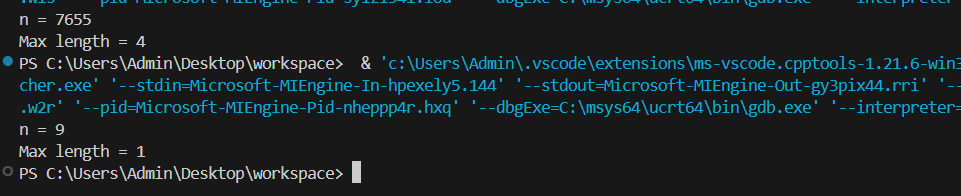 n = 7655
Max length = 4
PS C:\Users\Admin\Desktop\workspace>  & 'c:\Users\Admin\.vscode\extensions\ms-vscode.cpptools-1.21.6-win3
cher.exe' '--stdin=Microsoft-MIEngine-In-hpexely5.144' '--stdout=Microsoft-MIEngine-Out-gy3pix44.rri' '--
.w2r' '--pid=Microsoft-MIEngine-Pid-nheppp4r.hxq' '--dbgExe=C:\msys64\ucrt64\bin\gdb.exe' '--interpreter=
n = 9
Max length = 1
PS C:\Users\Admin\Desktop\workspace>